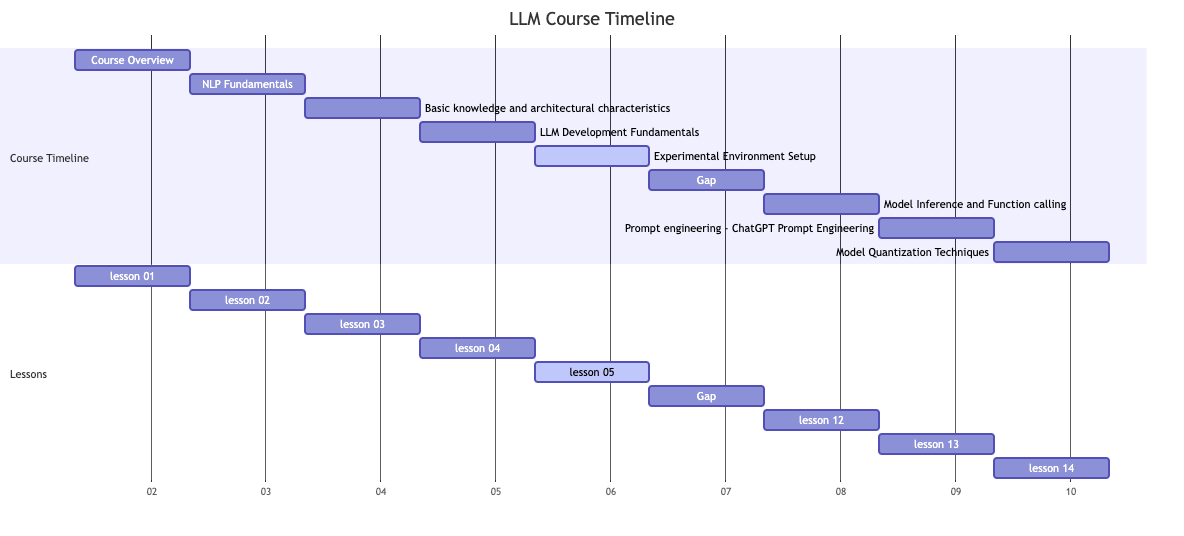 LLM Course Timeline
Course Overview
NLP Fundamentals
Basic knowledge and architectural characteristics
LLM Development Fundamentals
Course Timeline
Experimental Environment Setup
Gap
Model Inference and Function calling
Prompt engineering - ChatGPT Prompt Engineering
Model Quantization Techniques
lesson 01
lesson 02
lesson 03
lesson 04
Lessons
lesson 05
Gap
lesson 12
lesson 13
lesson 14
02 03 04 05 06 07 08 09 10